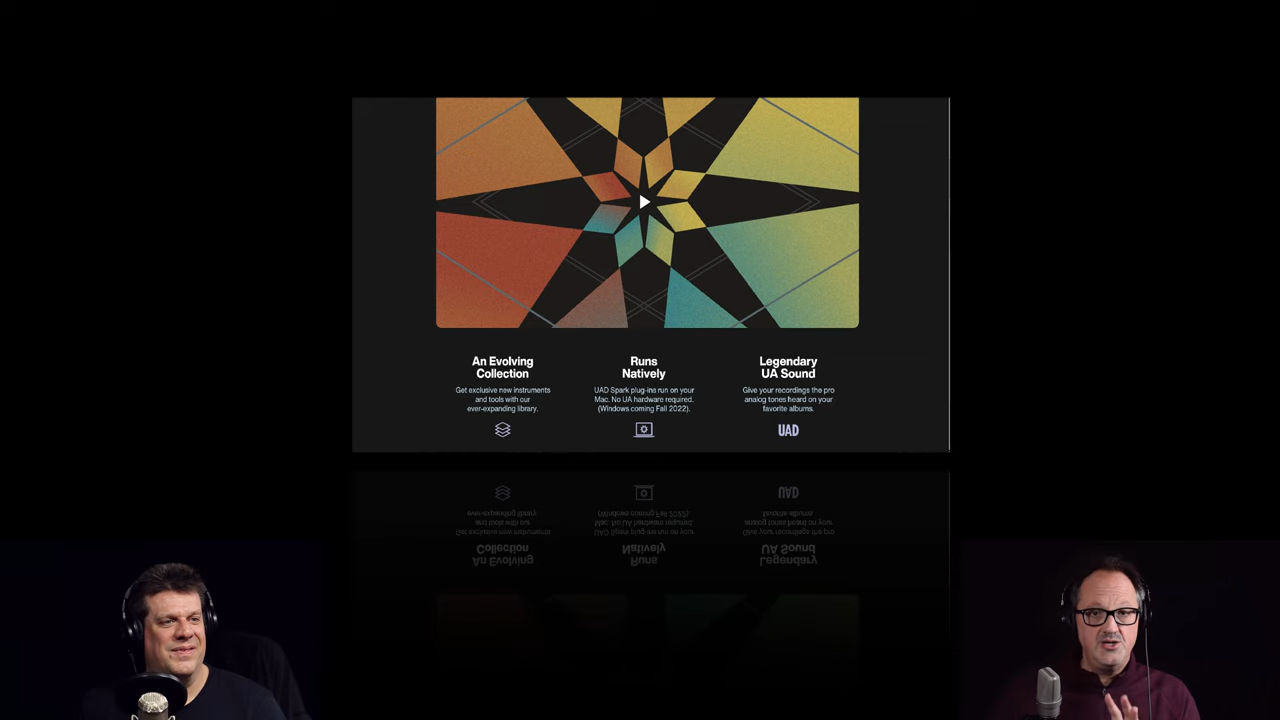 An Evolving
Collection
Get exclusive new instruments
and tools with our
ever-expanding library.
Runs
Natively
UAD Spark plug-ins run on your
Mac. No UA hardware required.
(Windows coming Fall 2022).
Legendary
UA Sound
Give your recordings the pro
analog tones heard on your
favorite albums.
UAD